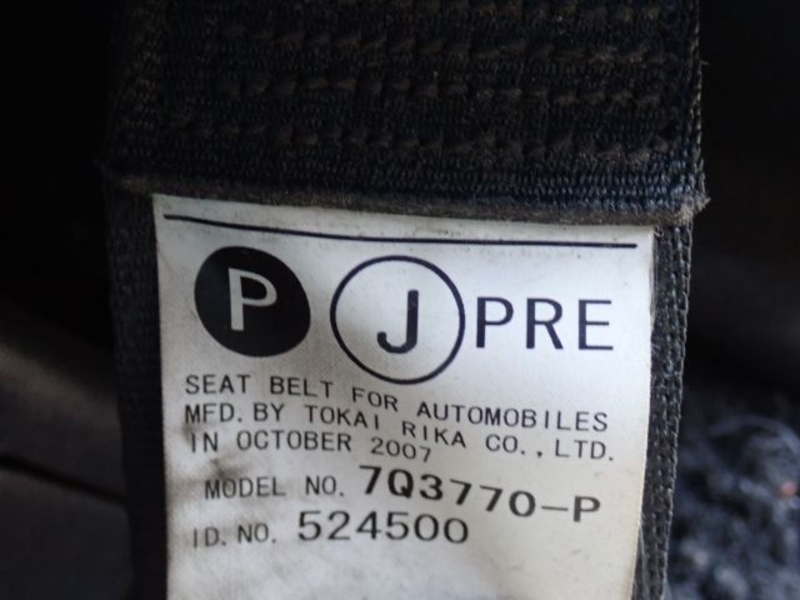 P J PRE
SEAT BELT FOR AUTOMOBILES
MFD. BY TOKAI RIKA CO., LTD.
IN OCTOBER 2007
MODEL NO. 7Q3770-P
ID. NO. 524500